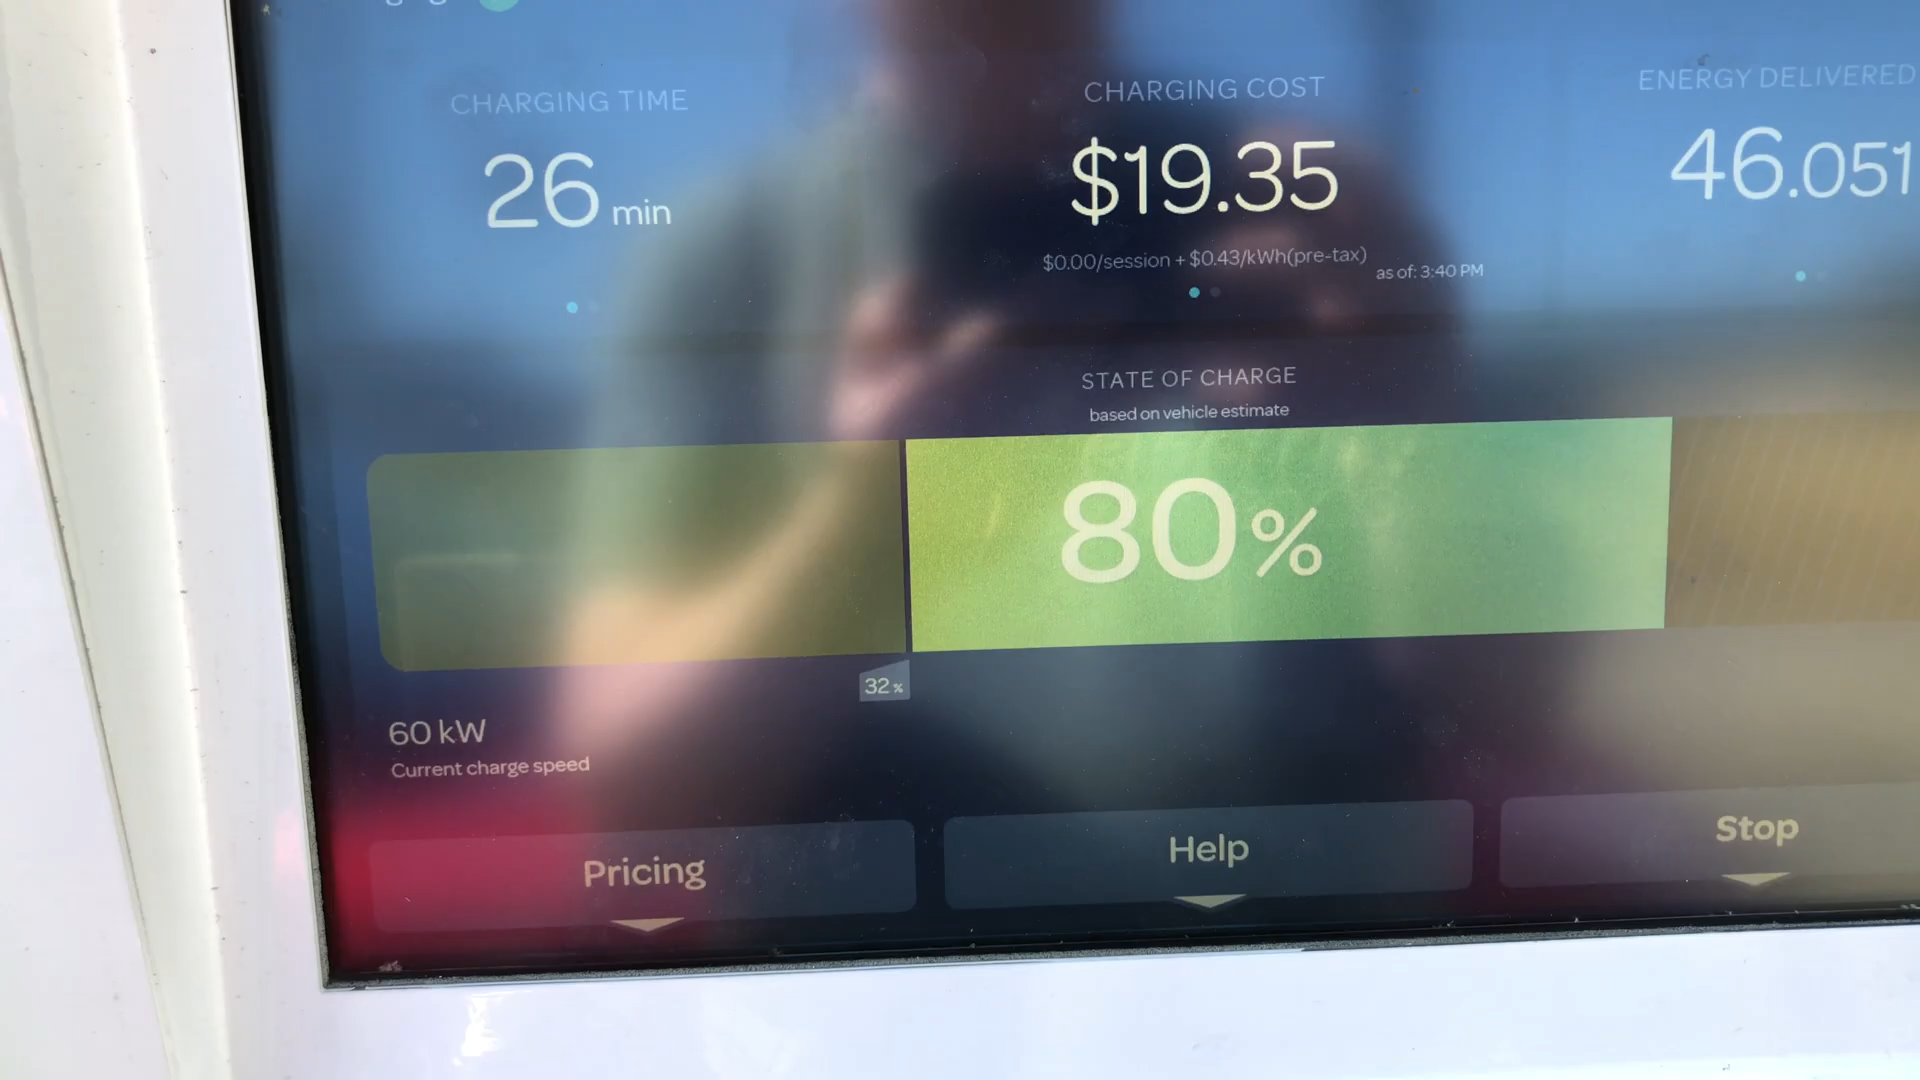 CHARGING TIME
26 min
CHARGING COST
$19.35
$0.00/session + $0.43/kWh(pre-tax)
as of: 3:40 PM
ENERGY DELIVERED
46.051
STATE OF CHARGE
based on vehicle estimate
80%
32%
60 kW
Current charge speed
Pricing
Help
Stop